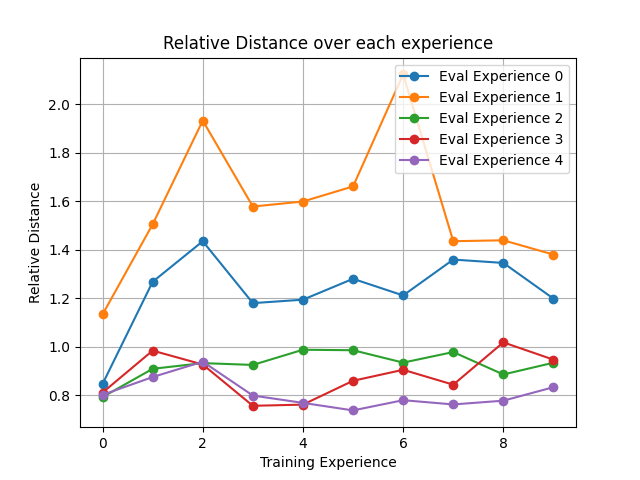 Relative Distance over each experience
Eval Experience 0
Eval Experience 1
Eval Experience 2
Eval Experience 3
Eval Experience 4
Relative Distance
2.0
1.8
1.6
1.4
1.2
1.0
0.8
0 2 4 6 8
Training Experience